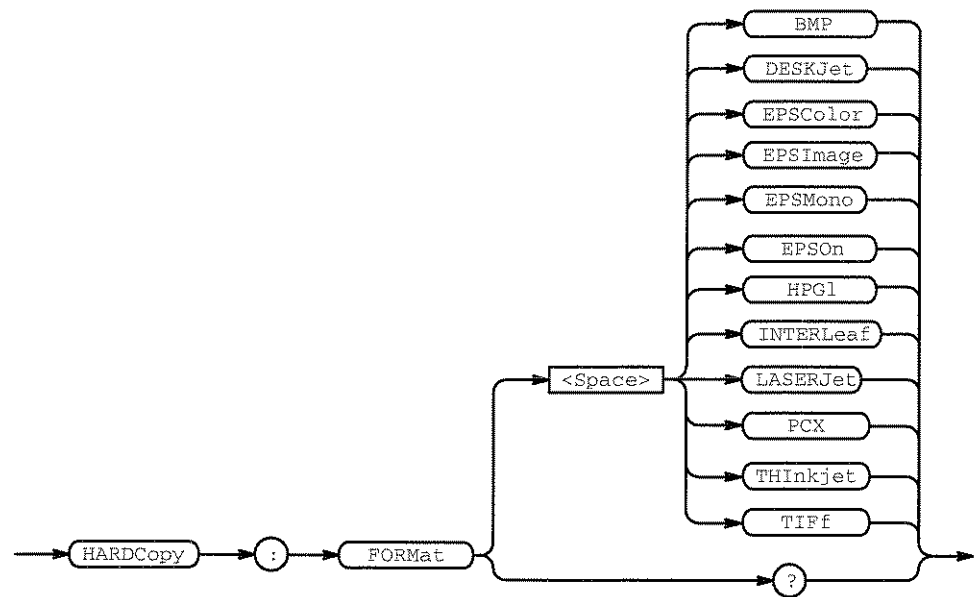 BMP
DESKJet
EPSColor
EPSImage
EPSMono
EPSOn
HPGl
INTERLeaf
<Space>
LASERJet
PCX
THInkjet
TIFf
HARDCopy
:
FORMat
?